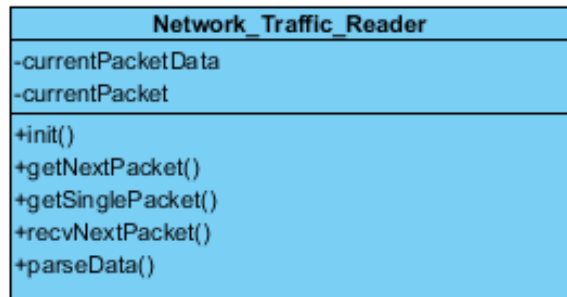 Network_Traffic_Reader
-currentPacketData
-currentPacket
+init()
+getNextPacket()
+getSinglePacket()
+recvNextPacket()
+parseData()